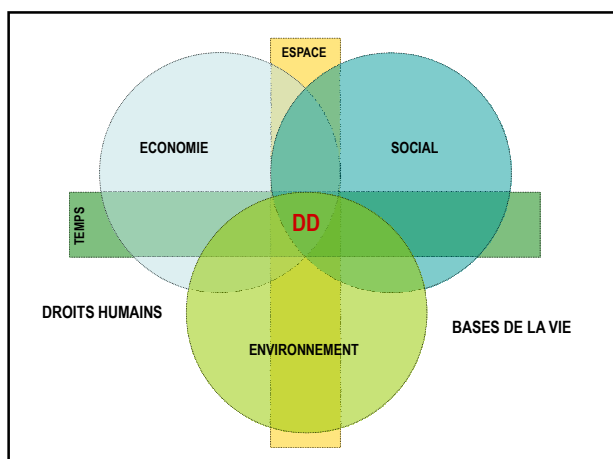 ESPACE
ECONOMIE
SOCIAL
TEMPS
DD
DROITS HUMAINS
BASES DE LA VIE
ENVIRONNEMENT